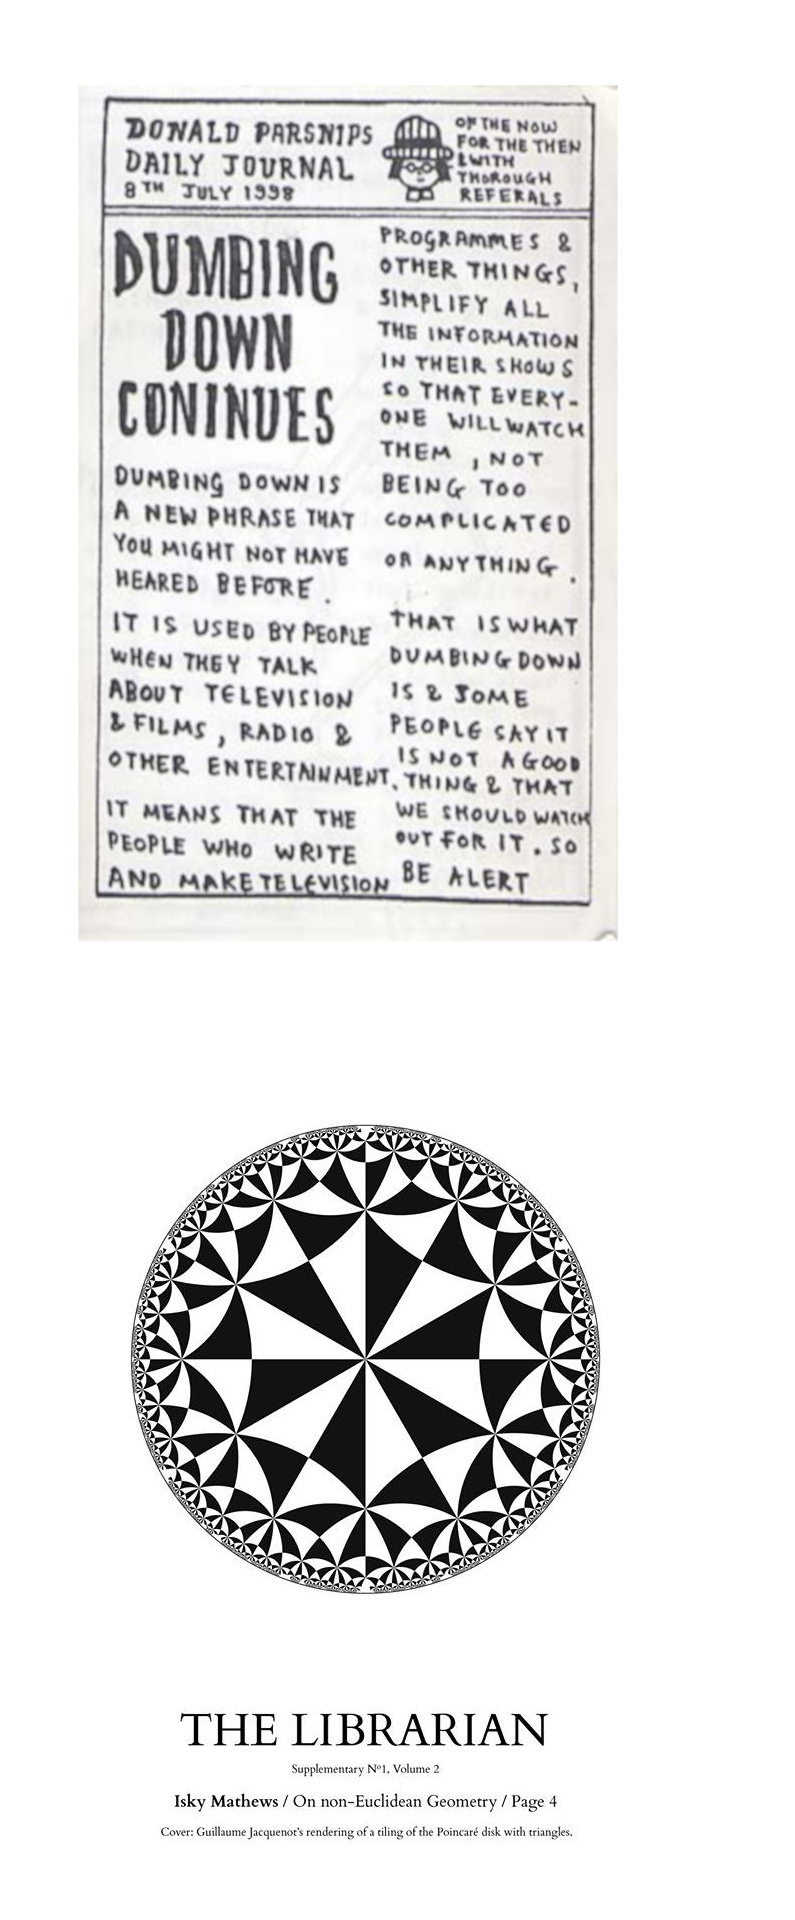 DONALD PARSNIPS
DAILY JOURNAL
8TH JULY 1998
OF THE NOW
FOR THE THEN
& WITH
THOROUGH
REFERALS
DUMBING
DOWN
CONINUES
DUMBING DOWN IS
A NEW PHRASE THAT
YOU MIGHT NOT HAVE
HEARED BEFORE.
IT IS USED BY PEOPLE
WHEN THEY TALK
ABOUT TELEVISION
& FILMS, RADIO &
OTHER ENTERTAINMENT.
IT MEANS THAT THE
PEOPLE WHO WRITE
AND MAKE TELEVISION
PROGRAMMES &
OTHER THINGS,
SIMPLIFY ALL
THE INFORMATION
IN THEIR SHOWS
SO THAT EVERY-
ONE WILL WATCH
THEM, NOT
BEING TOO
COMPLICATED
OR ANYTHING.
THAT IS WHAT
DUMBING DOWN
IS & SOME
PEOPLE SAY IT
IS NOT A GOOD
THING & THAT
WE SHOULD WATCH
OUT FOR IT. SO
BE ALERT
THE LIBRARIAN
Supplementary Nº1, Volume 2
Isky Mathews / On non-Euclidean Geometry / Page 4
Cover: Guillaume Jacquenot's rendering of a tiling of the Poincaré disk with triangles.